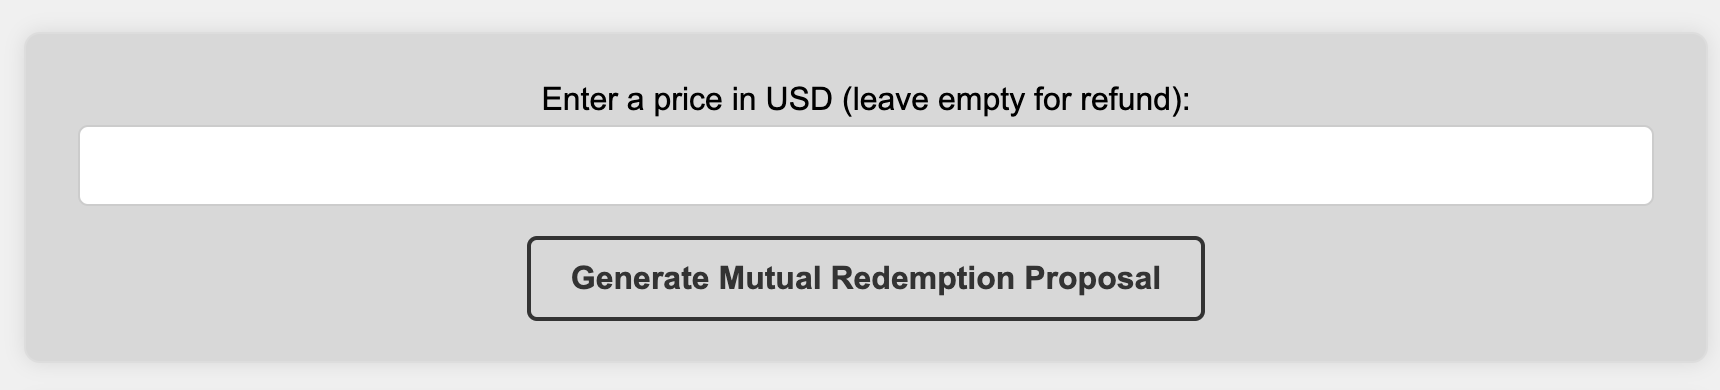 Enter a price in USD (leave empty for refund):
Generate Mutual Redemption Proposal